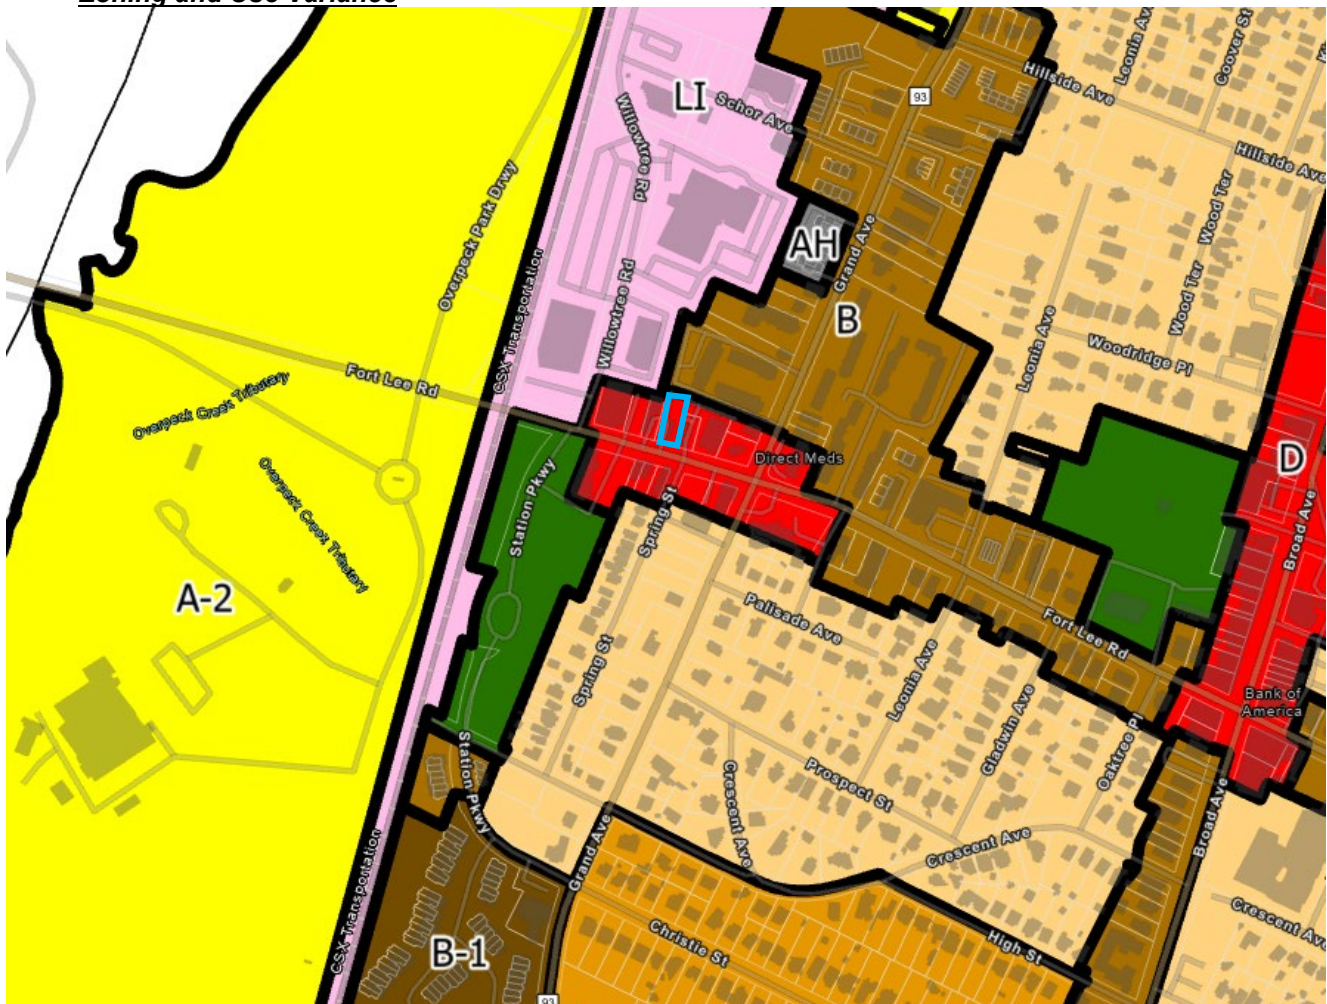 Zoning and Use Variance
Leonia Av
Coover St
Hillside Ave
93
LI
Schor Ave
Willowtree Rd
Hillside Ave
Overpeck Park Drwy
Wood Ter
AH
Grand Ave
Wood Ter
CSX Transportation
Willowtree Rd
B
Leonia Ave
Woodridge Pl
Fort Lee Rd
Overpeck Creek Tributary
Direct Meds
D
Broad Ave
Overpeck Creek Tributary
Station Pkwy
Spring St
A-2
Palisade Ave
Fort Lee Rd
Spring St
Leonia Ave
Gladwin Ave
Bank of
America
Oaktree Pl
Station Pkwy
Crescent Ave
Prospect St
Broad Ave
Crescent Ave
CSX Transportation
Grand Ave
Crescent Ave
B-1
Christie St
High St
93